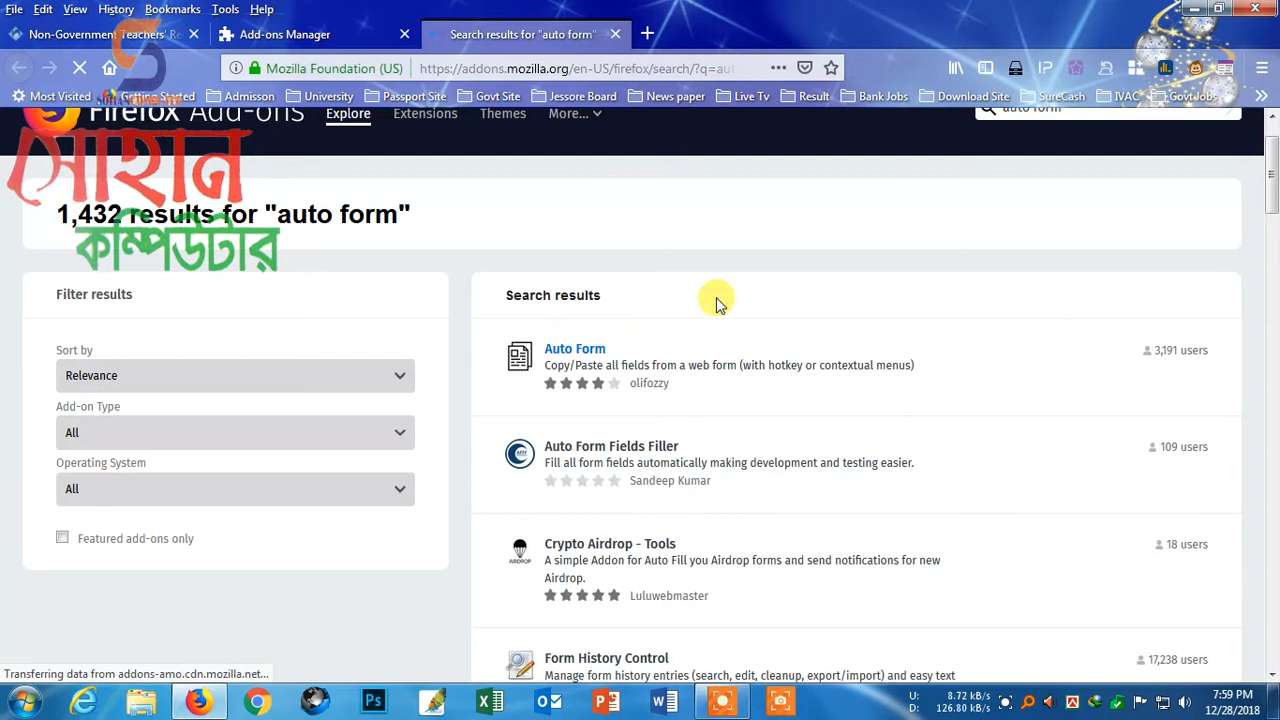 File Edit View History Bookmarks Tools Help
Non-Government Teachers' Re
Add-ons Manager
Search results for "auto form"
Mozilla Foundation (US)
https://addons.mozilla.org/en-US/firefox/search/?q=aut
Most Visited Getting Started Admisson University Passport Site Govt Site Jessore Board News paper Live Tv Result Bank Jobs Download Site SureCash IVAC Govt Jobs
Firefox Add-ons Explore Extensions Themes More...
auto form
সোহান
কম্পিউটার
1,432 results for "auto form"
Filter results
Sort by
Relevance
Add-on Type
All
Operating System
All
Featured add-ons only
Search results
Auto Form
3,191 users
Copy/Paste all fields from a web form (with hotkey or contextual menus)
olifozzy
Auto Form Fields Filler
109 users
Fill all form fields automatically making development and testing easier.
Sandeep Kumar
Crypto Airdrop - Tools
18 users
A simple Addon for Auto Fill you Airdrop forms and send notifications for new
Airdrop.
AIRDROP
Luluwebmaster
Form History Control
17,238 users
Manage form history entries (search, edit, cleanup, export/import) and easy text
Transferring data from addons-amo.cdn.mozilla.net...
U: 8.72 kB/s
D: 126.80 kB/s
7:59 PM
12/28/2018